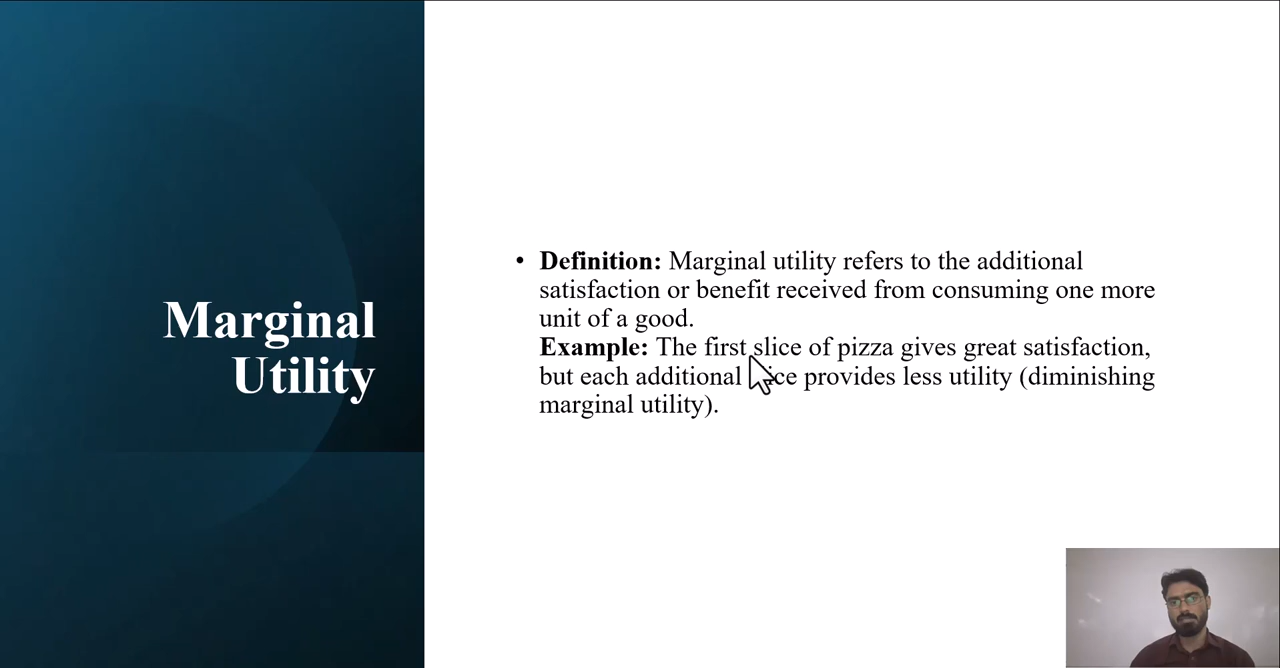 Marginal
Utility
• Definition: Marginal utility refers to the additional
satisfaction or benefit received from consuming one more
unit of a good.
Example: The first slice of pizza gives great satisfaction,
but each additional provides less utility (diminishing
marginal utility).